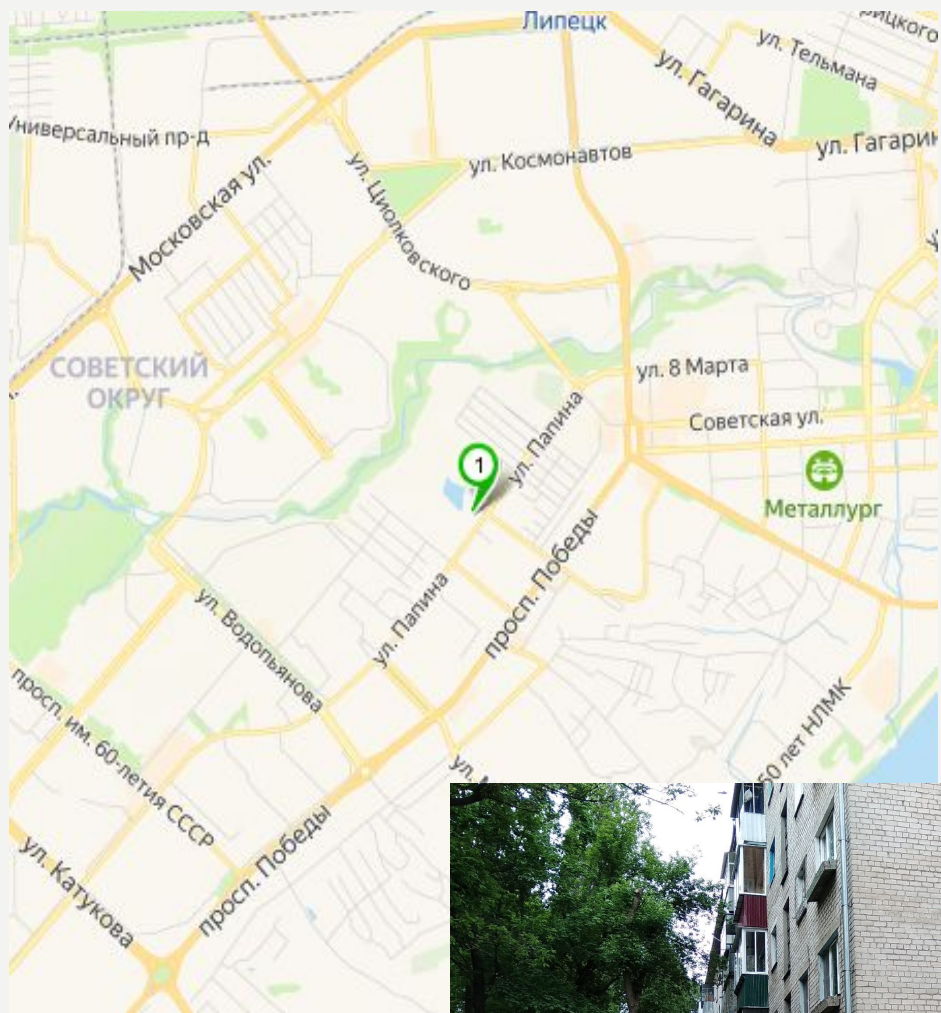 Липецк
ул. Тельмана
ул. Гагарина
ул. Гагарин
Универсальный пр-д
ул. Космонавтов
Московская ул.
ул. Циолковского
СОВЕТСКИЙ
ОКРУГ
ул. 8 Марта
Советская ул.
ул. Папина
1
Металлург
просп. Победы
ул. Папина
ул. Водопьянова
просп. им. 60-летия СССР
50 лет НЛМК
ул. Катукова
просп. Победы